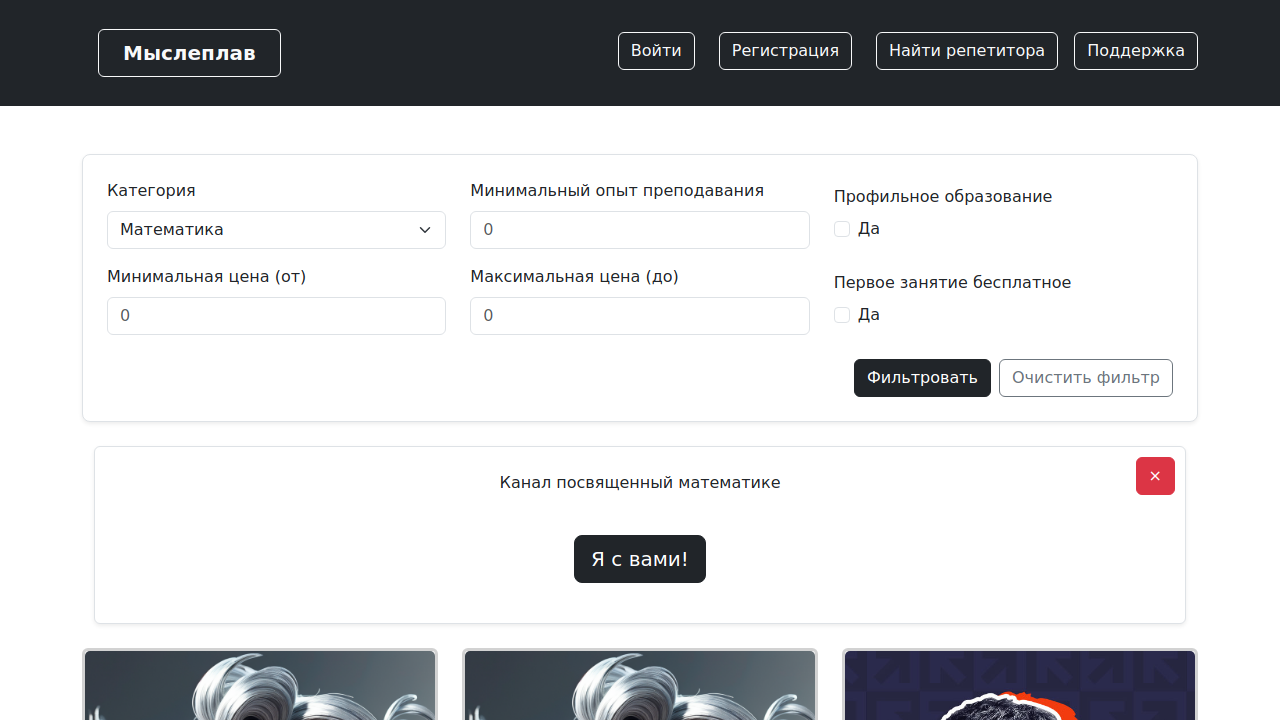 Мыслеплав
Войти
Регистрация
Найти репетитора
Поддержка
Категория
Математика
Минимальный опыт преподавания
0
Профильное образование
Да
Минимальная цена (от)
0
Максимальная цена (до)
0
Первое занятие бесплатное
Да
Фильтровать
Очистить фильтр
Канал посвященный математике
×
Я с вами!